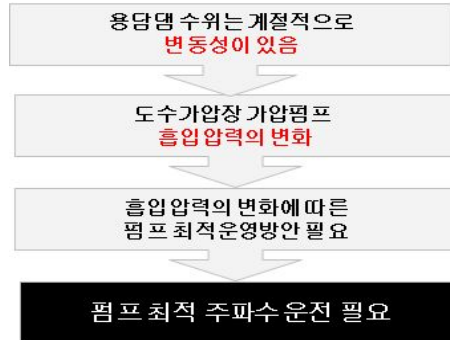 용담댐 수위는 계절적으로
변동성이 있음
도수가압장 가압펌프
흡입압력의 변화
흡입압력의 변화에 따른
펌프 최적운영방안 필요
펌프 최적 주파수 운전 필요